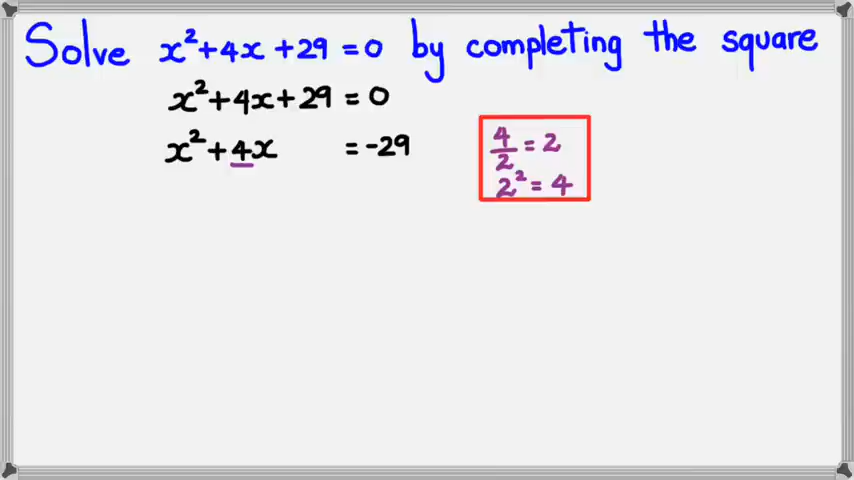 Solve x²+4x+29=0 by completing the square
x²+4x+29=0
x²+4x =-29
4/2=2
2²=4